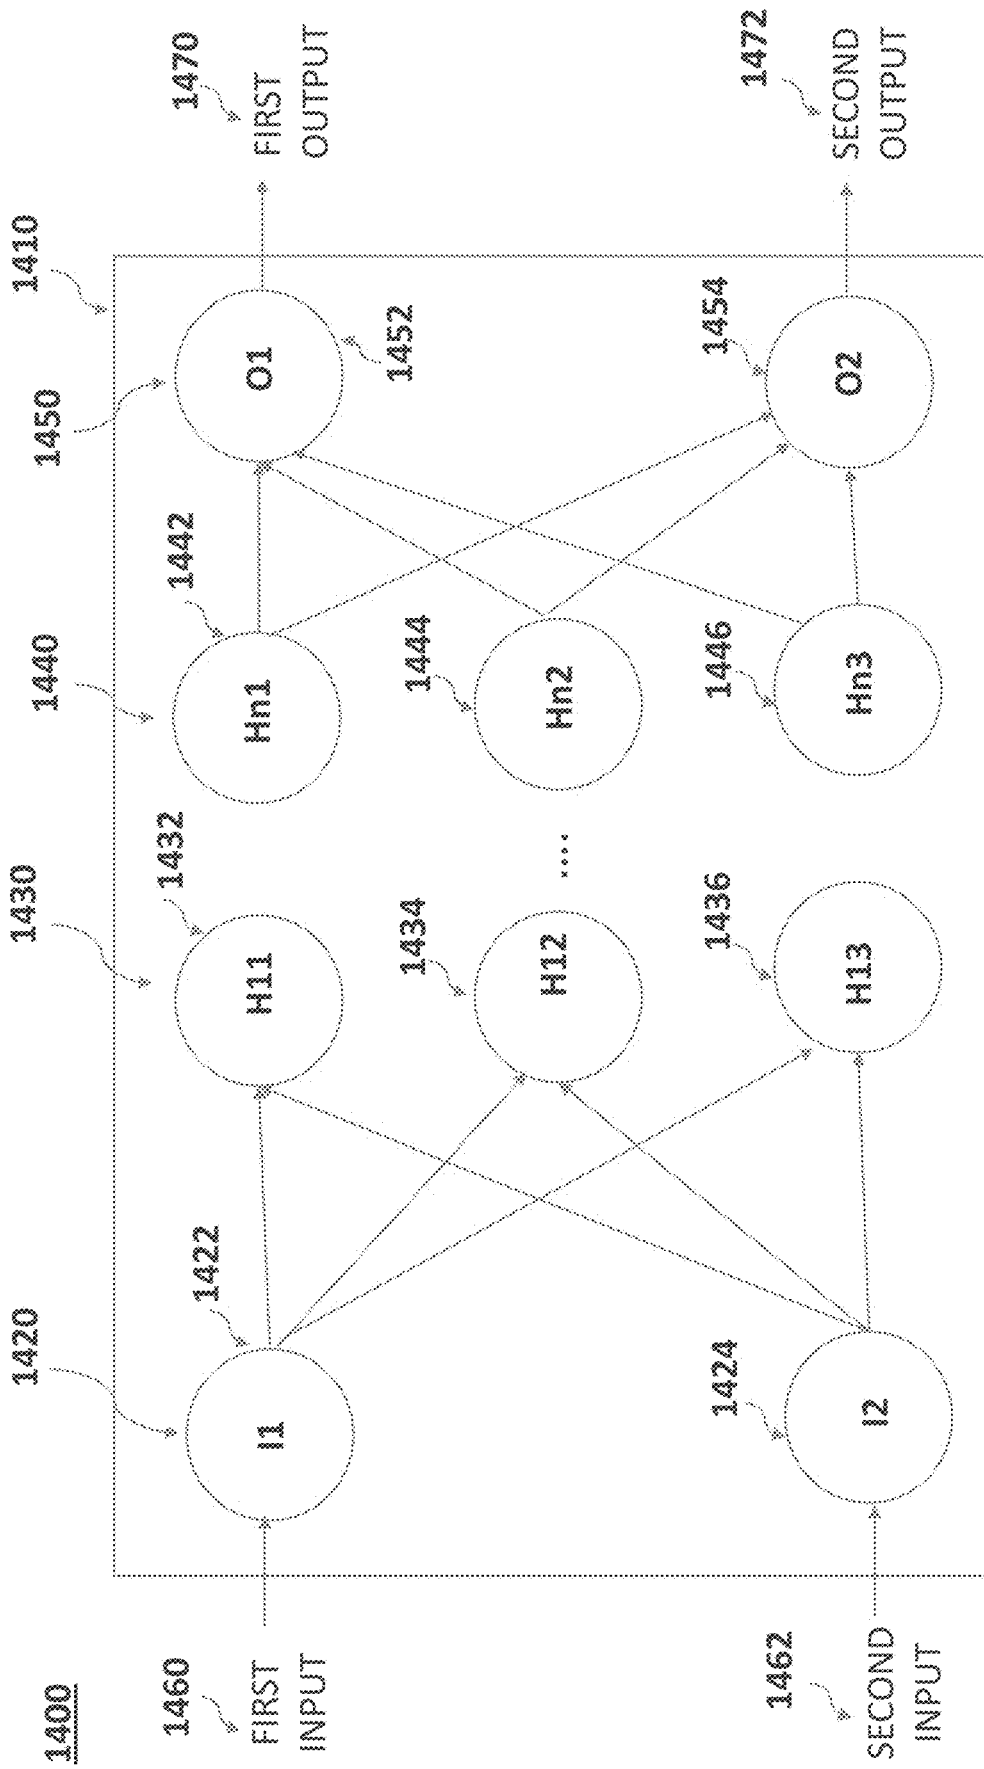 1400
1410
1420
1430
1440
1450
1460
FIRST
INPUT
1422
I1
1432
H11
1442
Hn1
O1
1452
1470
FIRST
OUTPUT
1434
H12
....
1444
Hn2
1462
SECOND
INPUT
1424
I2
1436
H13
1446
Hn3
1454
O2
1472
SECOND
OUTPUT